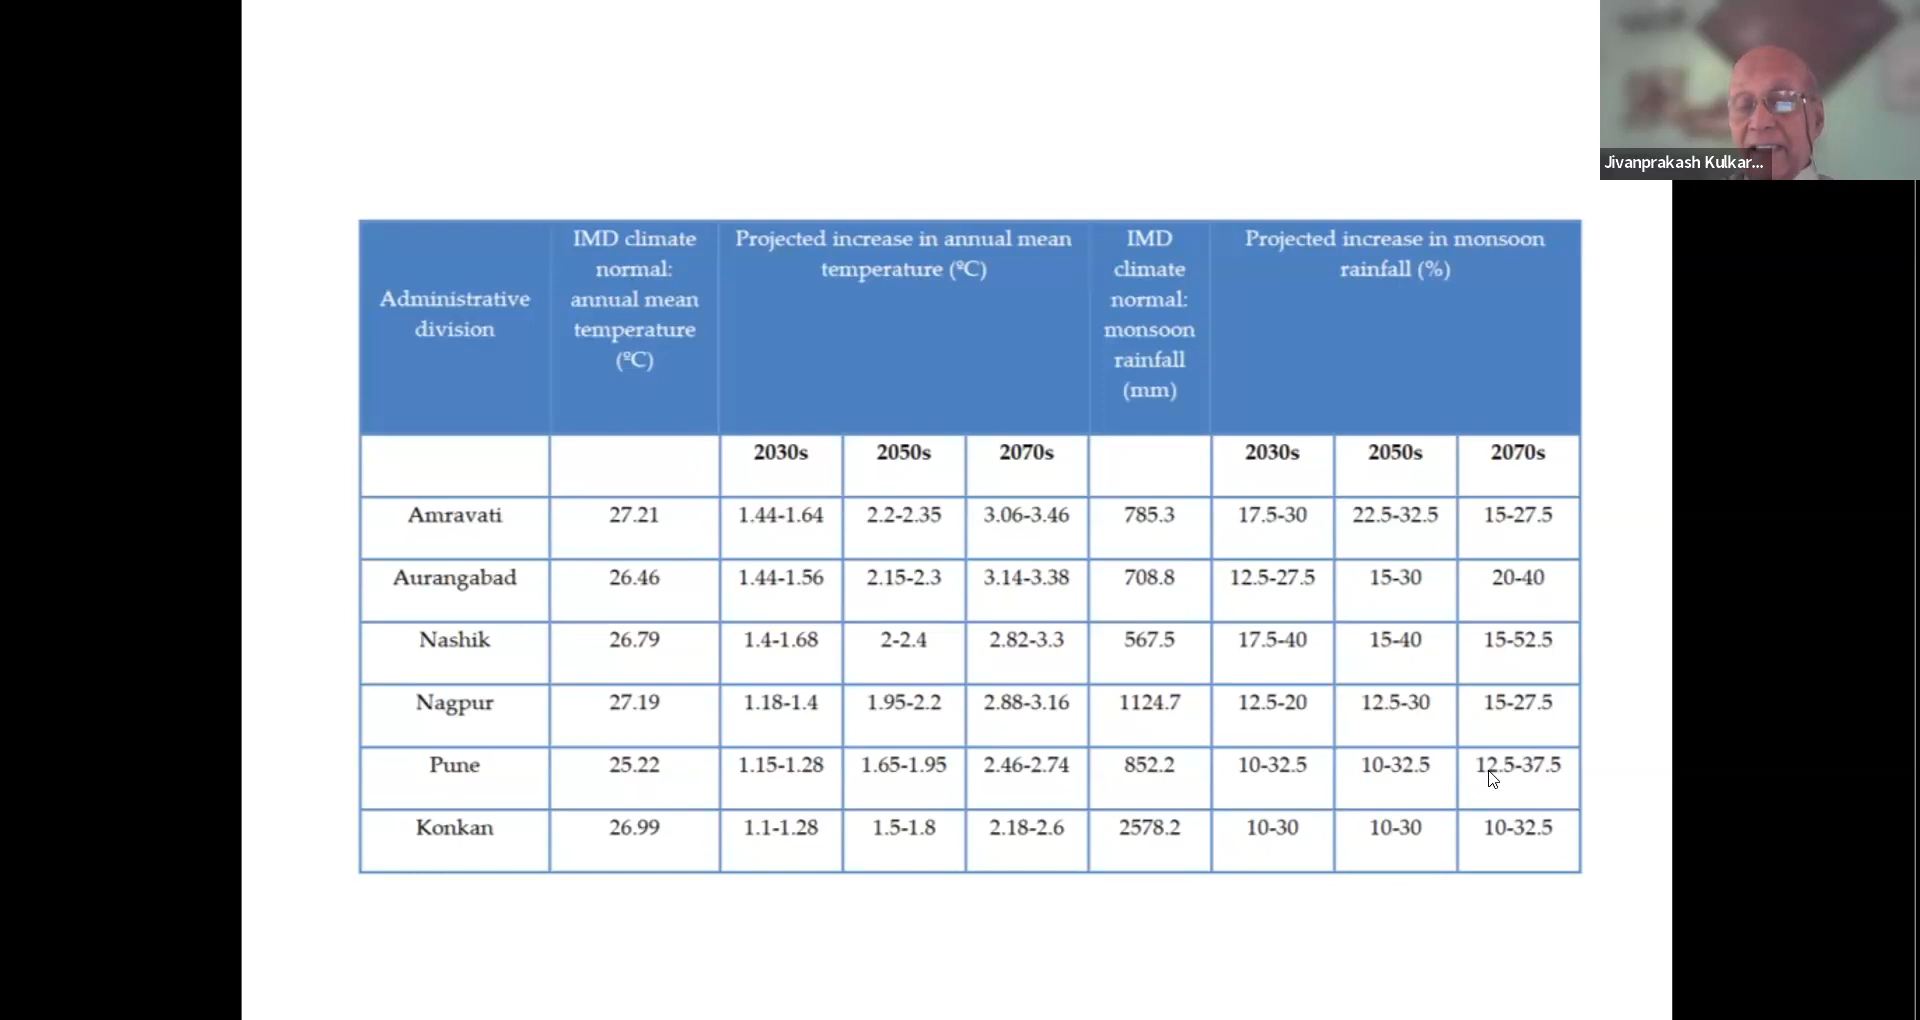 Jivanprakash Kulkar...
Administrative
division
IMD climate
normal:
annual mean
temperature
(ºC)
Projected increase in annual mean
temperature (ºC)
IMD
climate
normal:
monsoon
rainfall
(mm)
Projected increase in monsoon
rainfall (%)
2030s 2050s 2070s 2030s 2050s 2070s
Amravati 27.21 1.44-1.64 2.2-2.35 3.06-3.46 785.3 17.5-30 22.5-32.5 15-27.5
Aurangabad 26.46 1.44-1.56 2.15-2.3 3.14-3.38 708.8 12.5-27.5 15-30 20-40
Nashik 26.79 1.4-1.68 2-2.4 2.82-3.3 567.5 17.5-40 15-40 15-52.5
Nagpur 27.19 1.18-1.4 1.95-2.2 2.88-3.16 1124.7 12.5-20 12.5-30 15-27.5
Pune 25.22 1.15-1.28 1.65-1.95 2.46-2.74 852.2 10-32.5 10-32.5 12.5-37.5
Konkan 26.99 1.1-1.28 1.5-1.8 2.18-2.6 2578.2 10-30 10-30 10-32.5